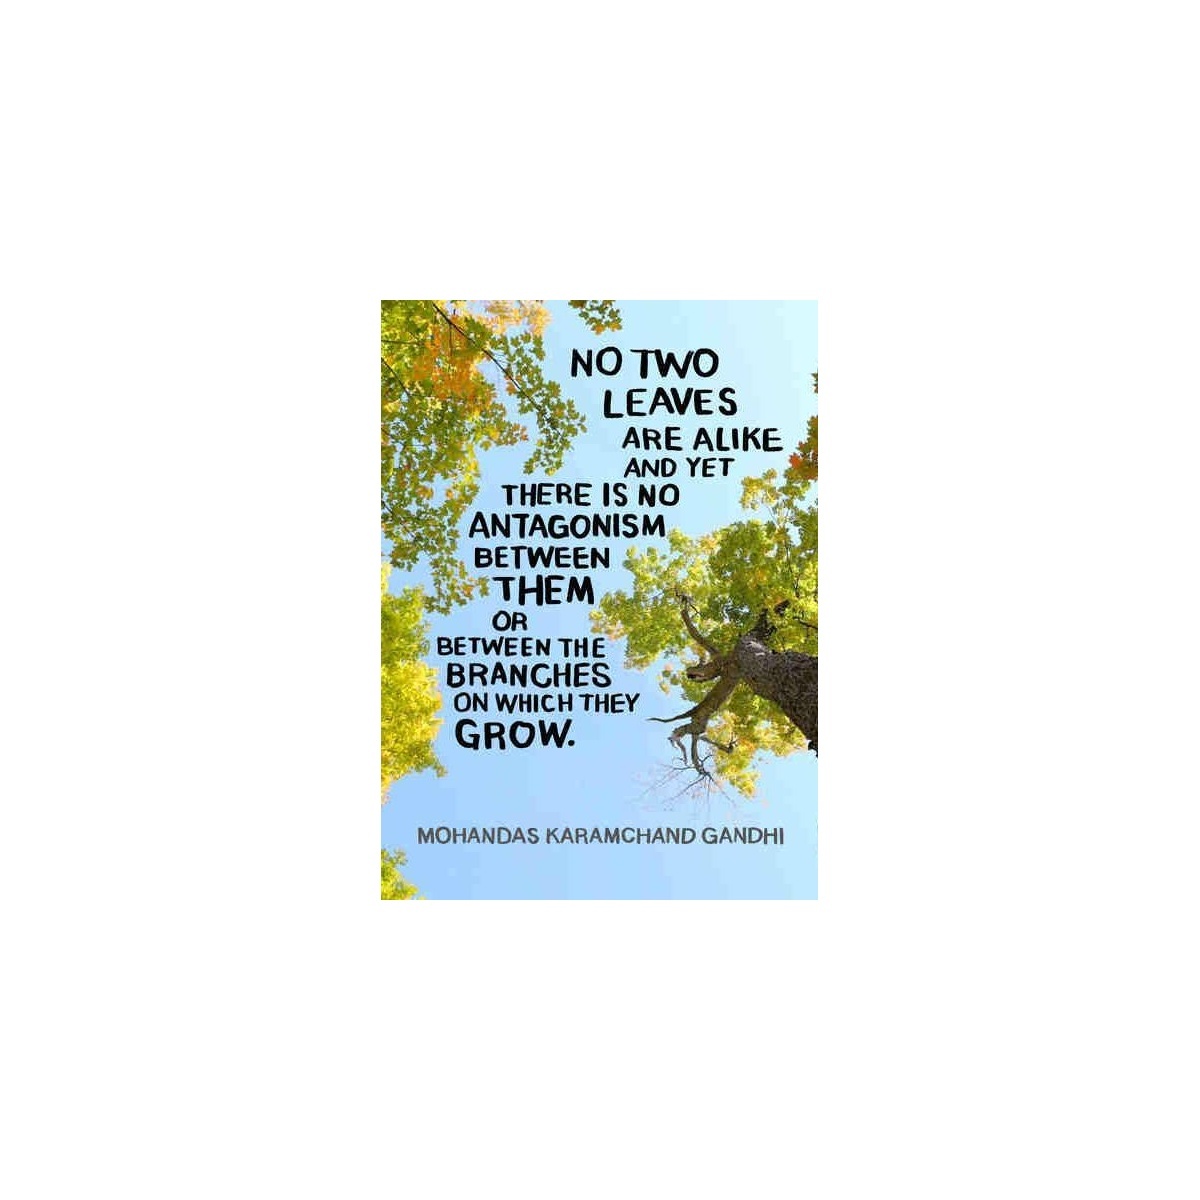 NO TWO
LEAVES
ARE ALIKE
AND YET
THERE IS NO
ANTAGONISM
BETWEEN
THEM
OR
BETWEEN THE
BRANCHES
ON WHICH THEY
GROW.
MOHANDAS KARAMCHAND GANDHI